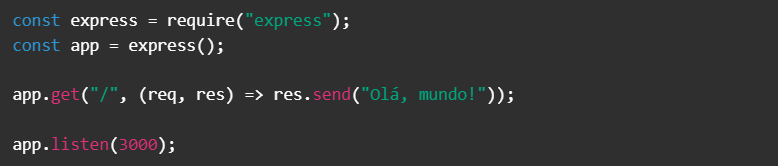 const express = require("express");
const app = express();
app.get("/", (req, res) => res.send("Olá, mundo!"));
app.listen(3000);